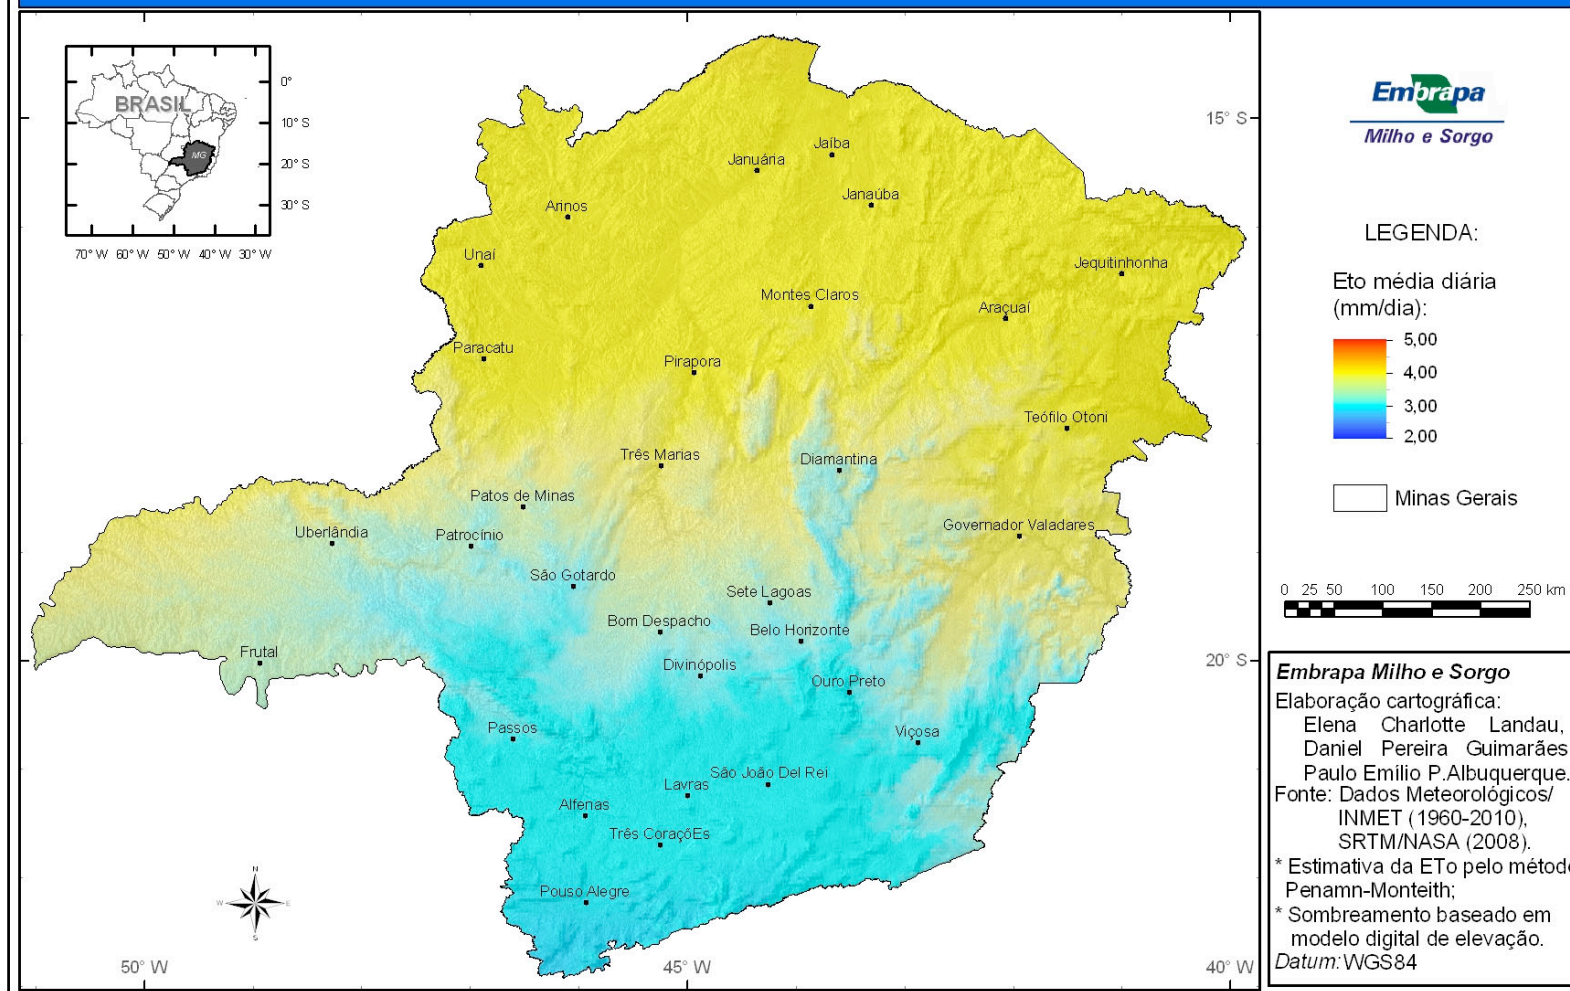 BRASIL
MG
0°
10° S
20° S
30° S
70° W 60° W 50° W 40° W 30° W
15° S
20° S
50° W
45° W
40° W
Jaíba
Januária
Janaúba
Arinos
Unaí
Jequitinhonha
Montes Claros
Araçuaí
Paracatu
Pirapora
Teófilo Otoni
Três Marias
Diamantina
Patos de Minas
Uberlândia
Patrocínio
Governador Valadares
São Gotardo
Sete Lagoas
Bom Despacho
Belo Horizonte
Frutal
Divinópolis
Ouro Preto
Passos
Viçosa
São João Del Rei
Lavras
Alfenas
Três CoraçõEs
Pouso Alegre
N
W
E
S
Embrapa
Milho e Sorgo
LEGENDA:
Eto média diária
(mm/dia):
5,00
4,00
3,00
2,00
Minas Gerais
0 25 50 100 150 200 250 km
Embrapa Milho e Sorgo
Elaboração cartográfica:
Elena Charlotte Landau,
Daniel Pereira Guimarães
Paulo Emílio P.Albuquerque.
Fonte: Dados Meteorológicos/
INMET (1960-2010),
SRTM/NASA (2008).
* Estimativa da ETo pelo método
Penamn-Monteith;
* Sombreamento baseado em
modelo digital de elevação.
Datum:WGS84